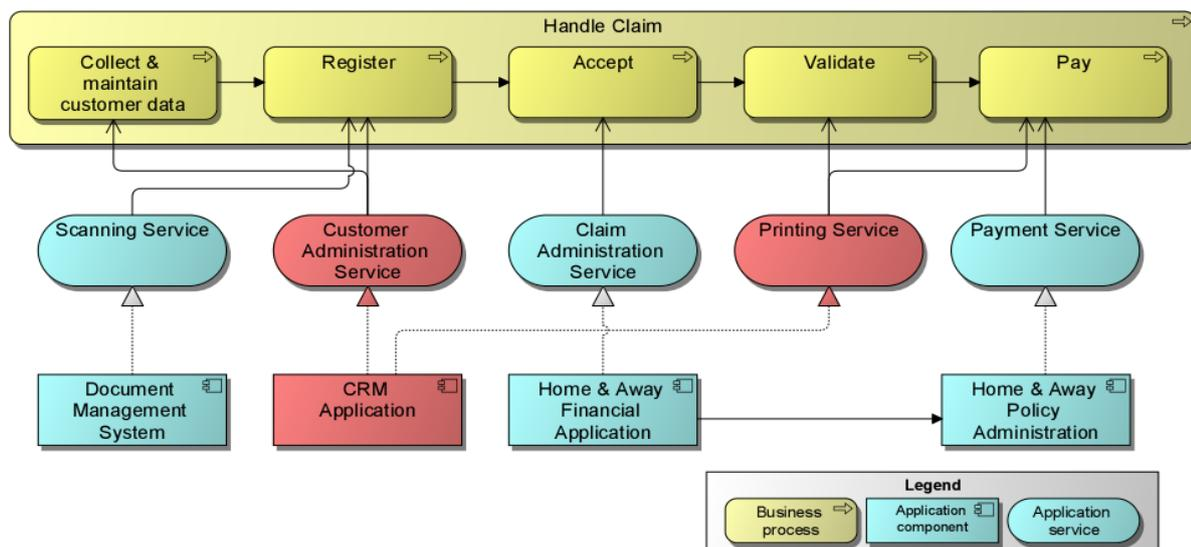 Handle Claim
Collect &
maintain
customer data
Register
Accept
Validate
Pay
Scanning Service
Customer
Administration
Service
Claim
Administration
Service
Printing Service
Payment Service
Document
Management
System
CRM
Application
Home & Away
Financial
Application
Home & Away
Policy
Administration
Legend
Business
process
Application
component
Application
service